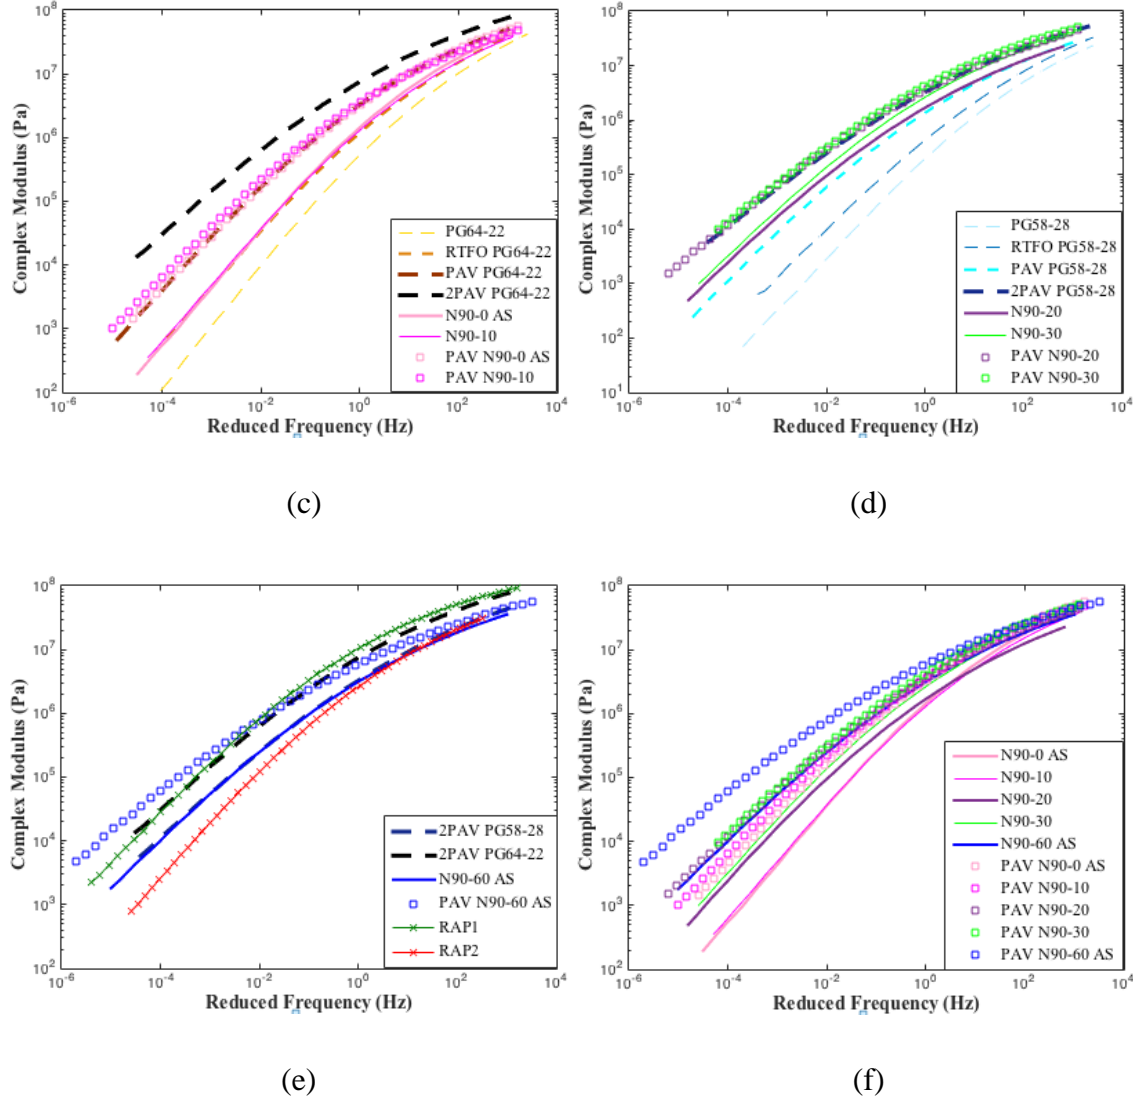 10^8
10^7
10^6
10^5
10^4
10^3
10^2
Complex Modulus (Pa)
PG64-22
RTFO PG64-22
PAV PG64-22
2PAV PG64-22
N90-0 AS
N90-10
PAV N90-0 AS
PAV N90-10
10^-6
10^-4
10^-2
10^0
10^2
10^4
Reduced Frequency (Hz)
(c)
10^8
10^7
10^6
10^5
10^4
10^3
10^2
10^1
Complex Modulus (Pa)
PG58-28
RTFO PG58-28
PAV PG58-28
2PAV PG58-28
N90-20
N90-30
PAV N90-20
PAV N90-30
10^-6
10^-4
10^-2
10^0
10^2
10^4
Reduced Frequency (Hz)
(d)
10^8
10^7
10^6
10^5
10^4
10^3
10^2
Complex Modulus (Pa)
2PAV PG58-28
2PAV PG64-22
N90-60 AS
PAV N90-60 AS
RAP1
RAP2
10^-6
10^-4
10^-2
10^0
10^2
10^4
Reduced Frequency (Hz)
(e)
10^8
10^7
10^6
10^5
10^4
10^3
10^2
Complex Modulus (Pa)
N90-0 AS
N90-10
N90-20
N90-30
N90-60 AS
PAV N90-0 AS
PAV N90-10
PAV N90-20
PAV N90-30
PAV N90-60 AS
10^-6
10^-4
10^-2
10^0
10^2
10^4
Reduced Frequency (Hz)
(f)